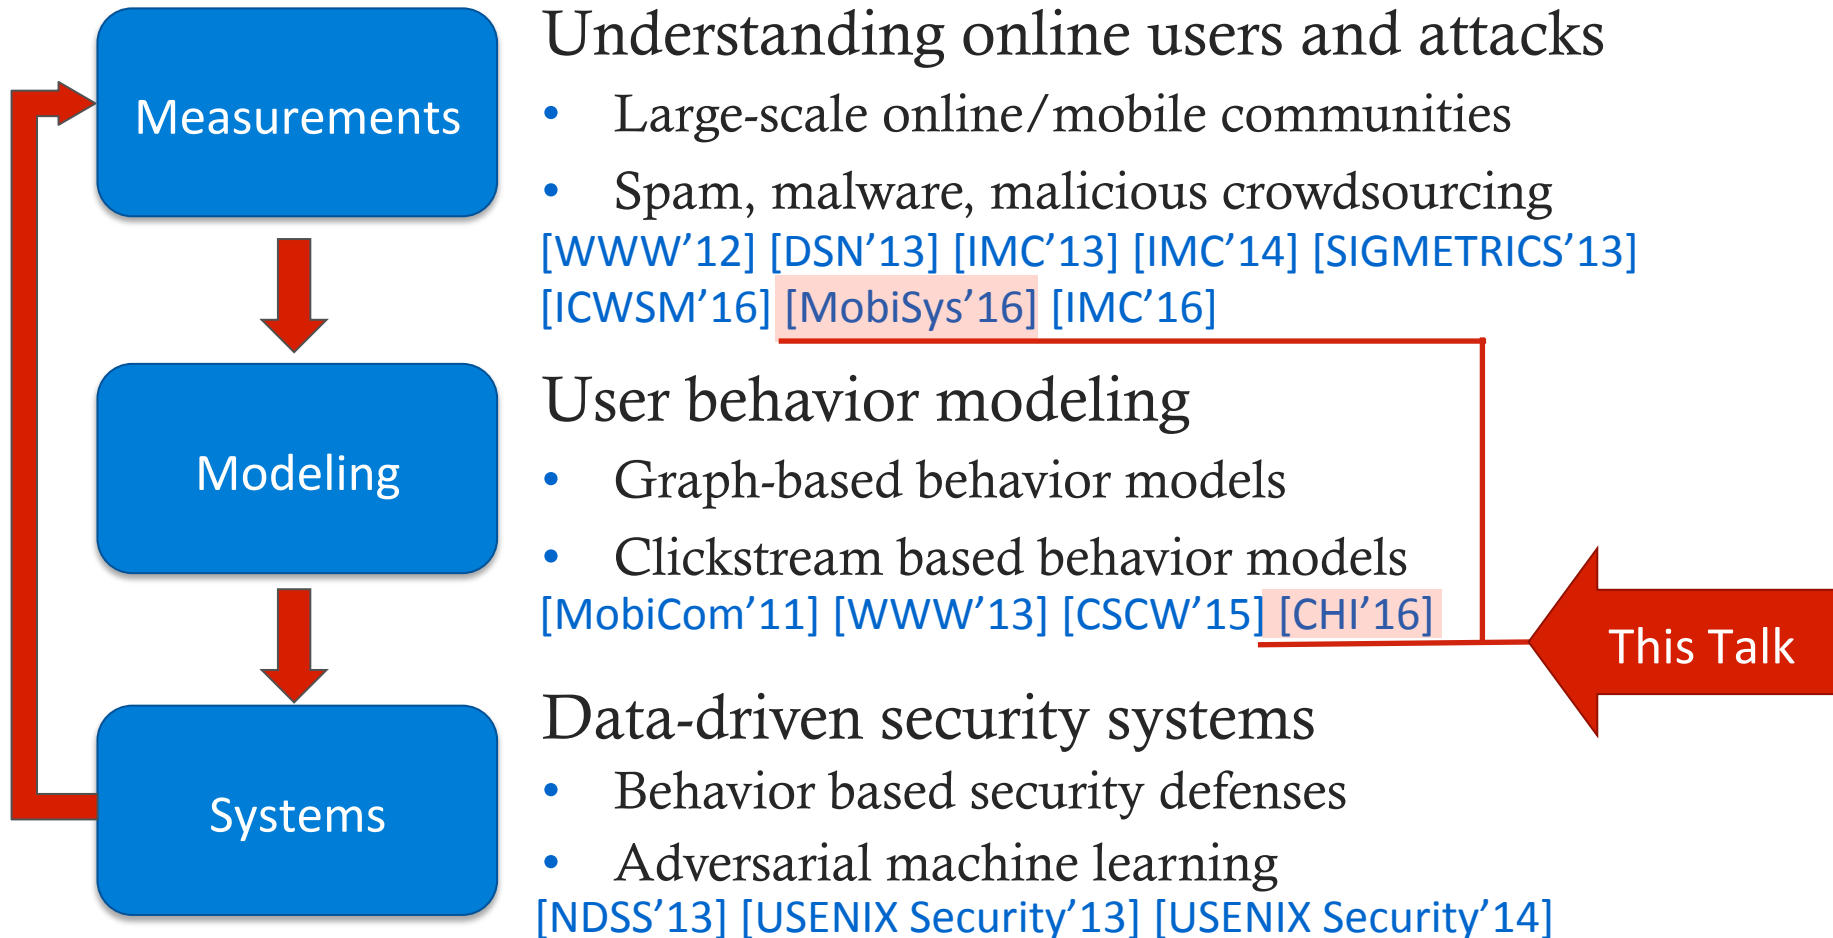 Measurements
Understanding online users and attacks
• Large-scale online/mobile communities
• Spam, malware, malicious crowdsourcing
[WWW’12] [DSN’13] [IMC’13] [IMC’14] [SIGMETRICS’13]
[ICWSM’16] [MobiSys’16] [IMC’16]
Modeling
User behavior modeling
• Graph-based behavior models
• Clickstream based behavior models
[MobiCom’11] [WWW’13] [CSCW’15] [CHI’16]
This Talk
Systems
Data-driven security systems
• Behavior based security defenses
• Adversarial machine learning
[NDSS’13] [USENIX Security’13] [USENIX Security’14]